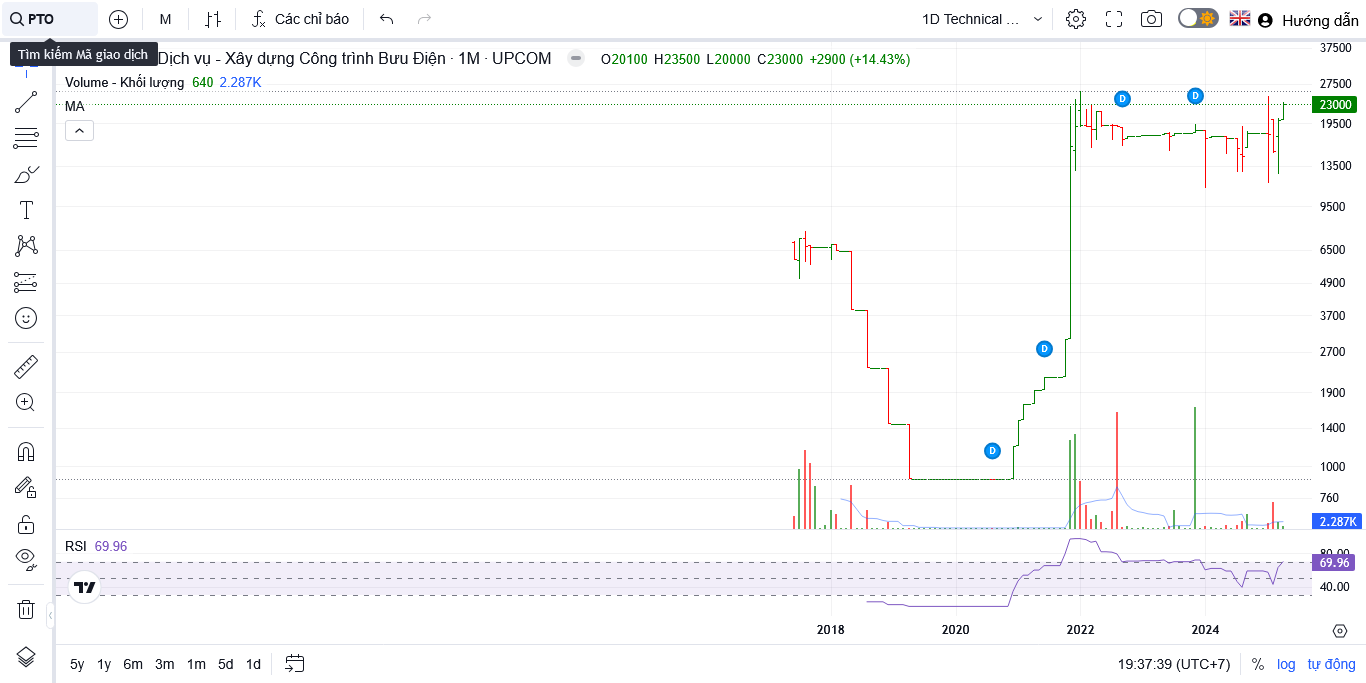 PTO
M
Các chỉ báo
1D Technical ...
Hướng dẫn
Tìm kiếm Mã giao dịch
Dịch vụ - Xây dựng Công trình Bưu Điện · 1M · UPCOM
O20100 H23500 L20000 C23000 +2900 (+14.43%)
Volume - Khối lượng 640 2.287K
MA
37500
27500
23000
19500
13500
9500
6500
4900
3700
2700
1900
1400
1000
760
2.287K
D
D
D
D
RSI 69.96
80.00
69.96
40.00
2018
2020
2022
2024
5y
1y
6m
3m
1m
5d
1d
19:37:39 (UTC+7)
%
log
tự động